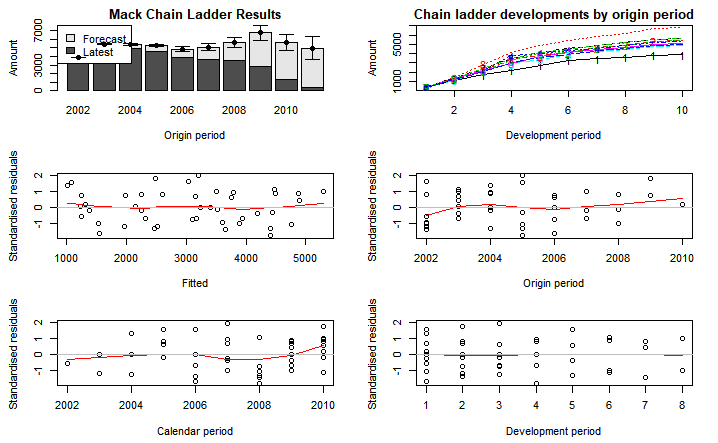 Mack Chain Ladder Results
Amount
0
3000
7000
Forecast
Latest
2002 2004 2006 2008 2010
Origin period
Chain ladder developments by origin period
Amount
1000
5000
2 4 6 8 10
Development period
Standardised residuals
-1 0 1 2
1000 2000 3000 4000 5000
Fitted
Standardised residuals
-1 0 1 2
2002 2004 2006 2008 2010
Origin period
Standardised residuals
-1 0 1 2
2002 2004 2006 2008 2010
Calendar period
Standardised residuals
-1 0 1 2
1 2 3 4 5 6 7 8
Development period